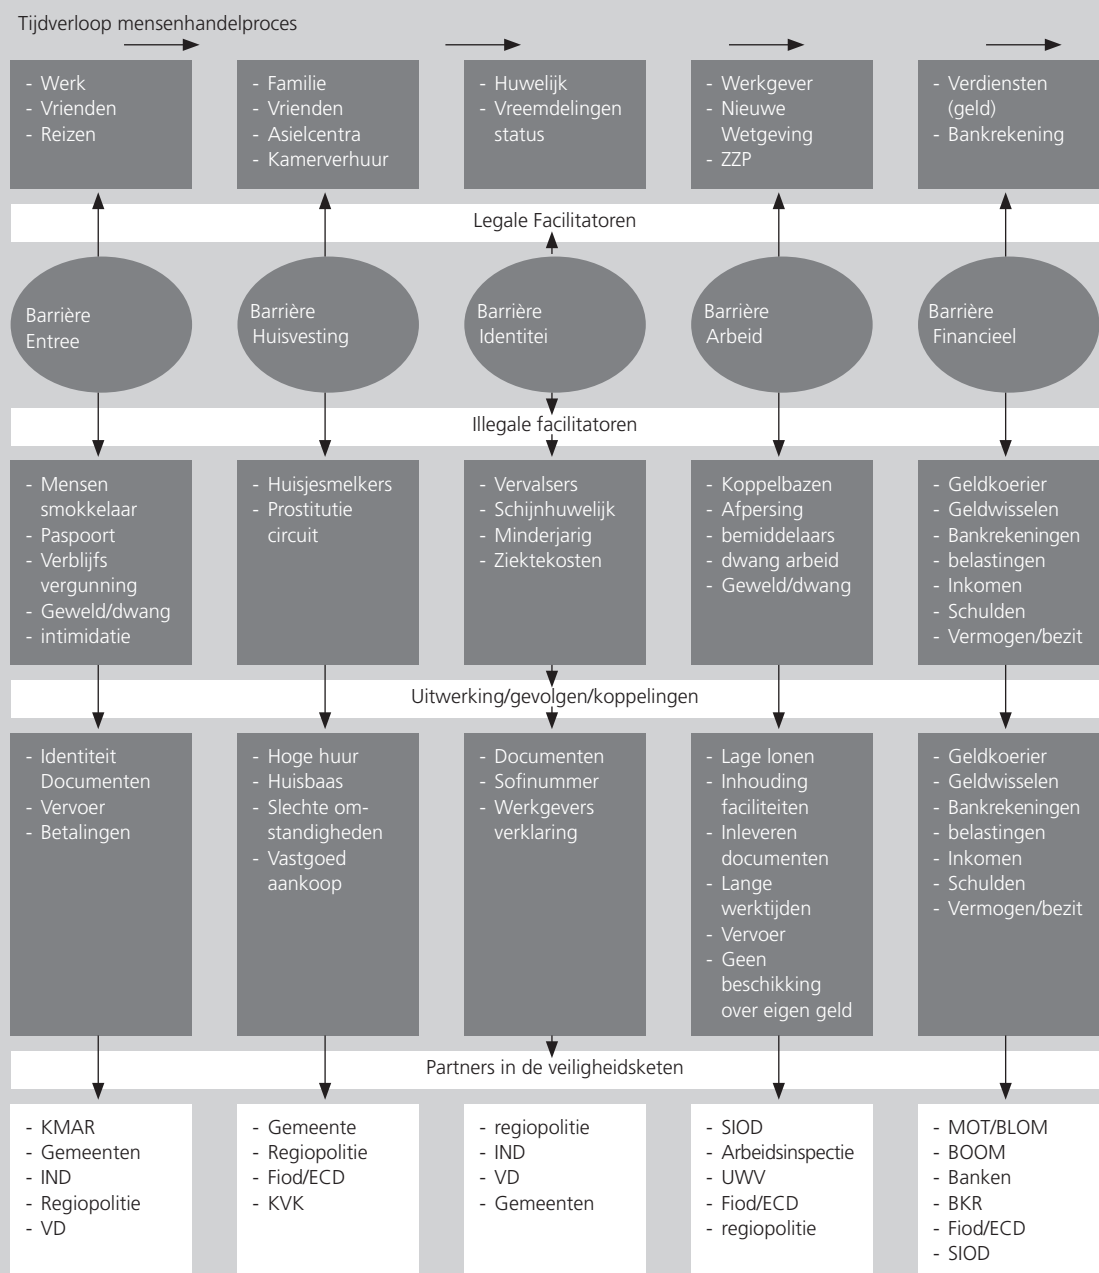 Tijdverloop mensenhandelproces
- Werk
- Vrienden
- Reizen
- Familie
- Vrienden
- Asielcentra
- Kamerverhuur
- Huwelijk
- Vreemdelingen
status
- Werkgever
- Nieuwe
Wetgeving
- ZZP
- Verdiensten
(geld)
- Bankrekening
Legale Facilitatoren
Barrière
Entree
Barrière
Huisvesting
Barrière
Identitei
Barrière
Arbeid
Barrière
Financieel
Illegale facilitatoren
- Mensen
smokkelaar
- Paspoort
- Verblijfs
vergunning
- Geweld/dwang
- intimidatie
- Huisjesmelkers
- Prostitutie
circuit
- Vervalsers
- Schijnhuwelijk
- Minderjarig
- Ziektekosten
- Koppelbazen
- Afpersing
- bemiddelaars
- dwang arbeid
- Geweld/dwang
- Geldkoerier
- Geldwisselen
- Bankrekeningen
- belastingen
- Inkomen
- Schulden
- Vermogen/bezit
Uitwerking/gevolgen/koppelingen
- Identiteit
Documenten
- Vervoer
- Betalingen
- Hoge huur
- Huisbaas
- Slechte om-
standigheden
- Vastgoed
aankoop
- Documenten
- Sofinummer
- Werkgevers
verklaring
- Lage lonen
- Inhouding
faciliteiten
- Inleveren
documenten
- Lange
werktijden
- Vervoer
- Geen
beschikking
over eigen geld
- Geldkoerier
- Geldwisselen
- Bankrekeningen
- belastingen
- Inkomen
- Schulden
- Vermogen/bezit
Partners in de veiligheidsketen
- KMAR
- Gemeenten
- IND
- Regiopolitie
- VD
- Gemeente
- Regiopolitie
- Fiod/ECD
- KVK
- regiopolitie
- IND
- VD
- Gemeenten
- SIOD
- Arbeidsinspectie
- UWV
- Fiod/ECD
- regiopolitie
- MOT/BLOM
- BOOM
- Banken
- BKR
- Fiod/ECD
- SIOD